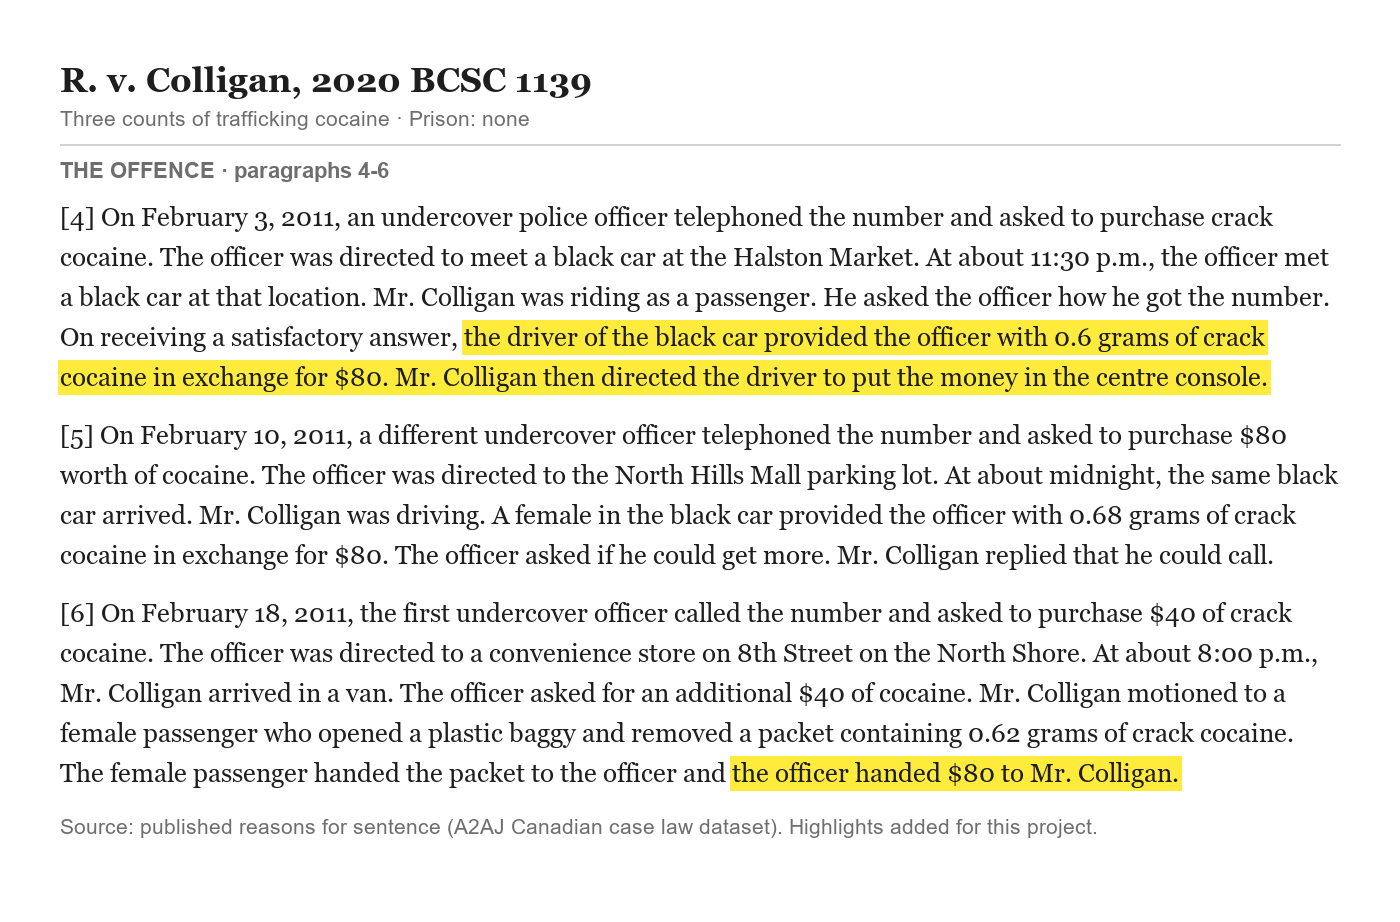 R. v. Colligan, 2020 BCSC 1139
Three counts of trafficking cocaine · Prison: none
THE OFFENCE · paragraphs 4-6
[4] On February 3, 2011, an undercover police officer telephoned the number and asked to purchase crack
cocaine. The officer was directed to meet a black car at the Halston Market. At about 11:30 p.m., the officer met
a black car at that location. Mr. Colligan was riding as a passenger. He asked the officer how he got the number.
On receiving a satisfactory answer, the driver of the black car provided the officer with 0.6 grams of crack
cocaine in exchange for $80. Mr. Colligan then directed the driver to put the money in the centre console.
[5] On February 10, 2011, a different undercover officer telephoned the number and asked to purchase $80
worth of cocaine. The officer was directed to the North Hills Mall parking lot. At about midnight, the same black
car arrived. Mr. Colligan was driving. A female in the black car provided the officer with 0.68 grams of crack
cocaine in exchange for $80. The officer asked if he could get more. Mr. Colligan replied that he could call.
[6] On February 18, 2011, the first undercover officer called the number and asked to purchase $40 of crack
cocaine. The officer was directed to a convenience store on 8th Street on the North Shore. At about 8:00 p.m.,
Mr. Colligan arrived in a van. The officer asked for an additional $40 of cocaine. Mr. Colligan motioned to a
female passenger who opened a plastic baggy and removed a packet containing 0.62 grams of crack cocaine.
The female passenger handed the packet to the officer and the officer handed $80 to Mr. Colligan.
Source: published reasons for sentence (A2AJ Canadian case law dataset). Highlights added for this project.